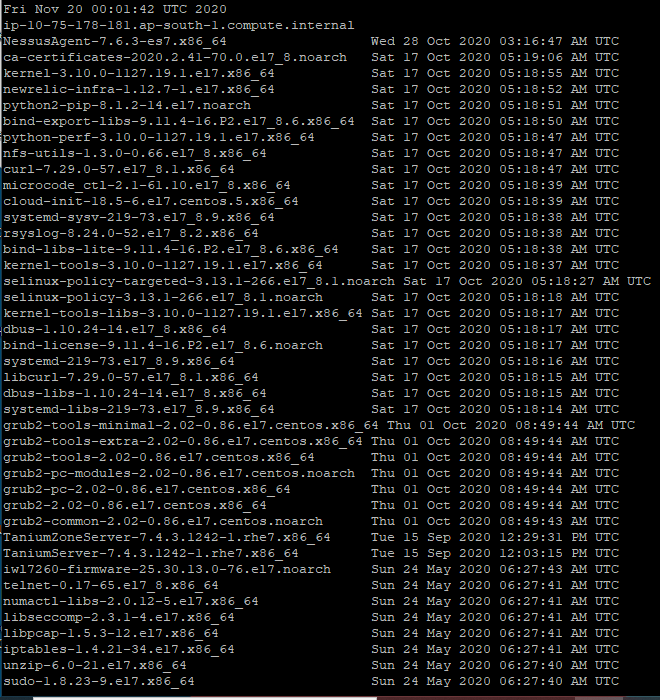 Fri Nov 20 00:01:42 UTC 2020
ip-10-75-178-181.ap-south-1.compute.internal
NessusAgent-7.6.3-es7.x86_64 Wed 28 Oct 2020 03:16:47 AM UTC
ca-certificates-2020.2.41-70.0.el7_8.noarch Sat 17 Oct 2020 05:19:06 AM UTC
kernel-3.10.0-1127.19.1.el7.x86_64 Sat 17 Oct 2020 05:18:55 AM UTC
newrelic-infra-1.12.7-1.el7.x86_64 Sat 17 Oct 2020 05:18:52 AM UTC
python2-pip-8.1.2-14.el7.noarch Sat 17 Oct 2020 05:18:51 AM UTC
bind-export-libs-9.11.4-16.P2.el7_8.6.x86_64 Sat 17 Oct 2020 05:18:50 AM UTC
python-perf-3.10.0-1127.19.1.el7.x86_64 Sat 17 Oct 2020 05:18:47 AM UTC
nfs-utils-1.3.0-0.66.el7_8.x86_64 Sat 17 Oct 2020 05:18:47 AM UTC
curl-7.29.0-57.el7_8.1.x86_64 Sat 17 Oct 2020 05:18:47 AM UTC
microcode_ctl-2.1-61.10.el7_8.x86_64 Sat 17 Oct 2020 05:18:39 AM UTC
cloud-init-18.5-6.el7.centos.5.x86_64 Sat 17 Oct 2020 05:18:39 AM UTC
systemd-sysv-219-73.el7_8.9.x86_64 Sat 17 Oct 2020 05:18:38 AM UTC
rsyslog-8.24.0-52.el7_8.2.x86_64 Sat 17 Oct 2020 05:18:38 AM UTC
bind-libs-lite-9.11.4-16.P2.el7_8.6.x86_64 Sat 17 Oct 2020 05:18:38 AM UTC
kernel-tools-3.10.0-1127.19.1.el7.x86_64 Sat 17 Oct 2020 05:18:37 AM UTC
selinux-policy-targeted-3.13.1-266.el7_8.1.noarch Sat 17 Oct 2020 05:18:27 AM UTC
selinux-policy-3.13.1-266.el7_8.1.noarch Sat 17 Oct 2020 05:18:18 AM UTC
kernel-tools-libs-3.10.0-1127.19.1.el7.x86_64 Sat 17 Oct 2020 05:18:17 AM UTC
dbus-1.10.24-14.el7_8.x86_64 Sat 17 Oct 2020 05:18:17 AM UTC
bind-license-9.11.4-16.P2.el7_8.6.noarch Sat 17 Oct 2020 05:18:17 AM UTC
systemd-219-73.el7_8.9.x86_64 Sat 17 Oct 2020 05:18:16 AM UTC
libcurl-7.29.0-57.el7_8.1.x86_64 Sat 17 Oct 2020 05:18:15 AM UTC
dbus-libs-1.10.24-14.el7_8.x86_64 Sat 17 Oct 2020 05:18:15 AM UTC
systemd-libs-219-73.el7_8.9.x86_64 Sat 17 Oct 2020 05:18:14 AM UTC
grub2-tools-minimal-2.02-0.86.el7.centos.x86_64 Thu 01 Oct 2020 08:49:44 AM UTC
grub2-tools-extra-2.02-0.86.el7.centos.x86_64 Thu 01 Oct 2020 08:49:44 AM UTC
grub2-tools-2.02-0.86.el7.centos.x86_64 Thu 01 Oct 2020 08:49:44 AM UTC
grub2-pc-modules-2.02-0.86.el7.centos.noarch Thu 01 Oct 2020 08:49:44 AM UTC
grub2-pc-2.02-0.86.el7.centos.x86_64 Thu 01 Oct 2020 08:49:44 AM UTC
grub2-2.02-0.86.el7.centos.x86_64 Thu 01 Oct 2020 08:49:44 AM UTC
grub2-common-2.02-0.86.el7.centos.noarch Thu 01 Oct 2020 08:49:43 AM UTC
TaniumZoneServer-7.4.3.1242-1.rhe7.x86_64 Tue 15 Sep 2020 12:29:31 PM UTC
TaniumServer-7.4.3.1242-1.rhe7.x86_64 Tue 15 Sep 2020 12:03:15 PM UTC
iwl7260-firmware-25.30.13.0-76.el7.noarch Sun 24 May 2020 06:27:43 AM UTC
telnet-0.17-65.el7_8.x86_64 Sun 24 May 2020 06:27:41 AM UTC
numactl-libs-2.0.12-5.el7.x86_64 Sun 24 May 2020 06:27:41 AM UTC
libseccomp-2.3.1-4.el7.x86_64 Sun 24 May 2020 06:27:41 AM UTC
libpcap-1.5.3-12.el7.x86_64 Sun 24 May 2020 06:27:41 AM UTC
iptables-1.4.21-34.el7.x86_64 Sun 24 May 2020 06:27:41 AM UTC
unzip-6.0-21.el7.x86_64 Sun 24 May 2020 06:27:40 AM UTC
sudo-1.8.23-9.el7.x86_64 Sun 24 May 2020 06:27:40 AM UTC